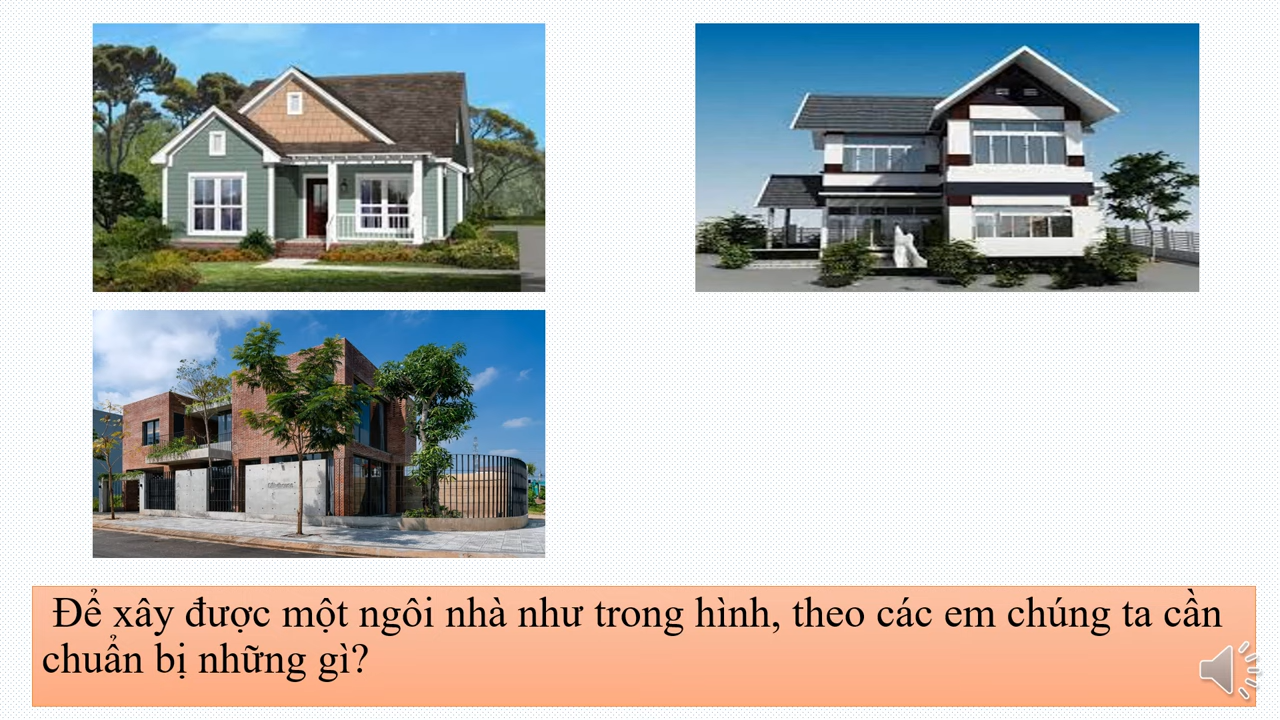 Để xây được một ngôi nhà như trong hình, theo các em chúng ta cần
chuẩn bị những gì?